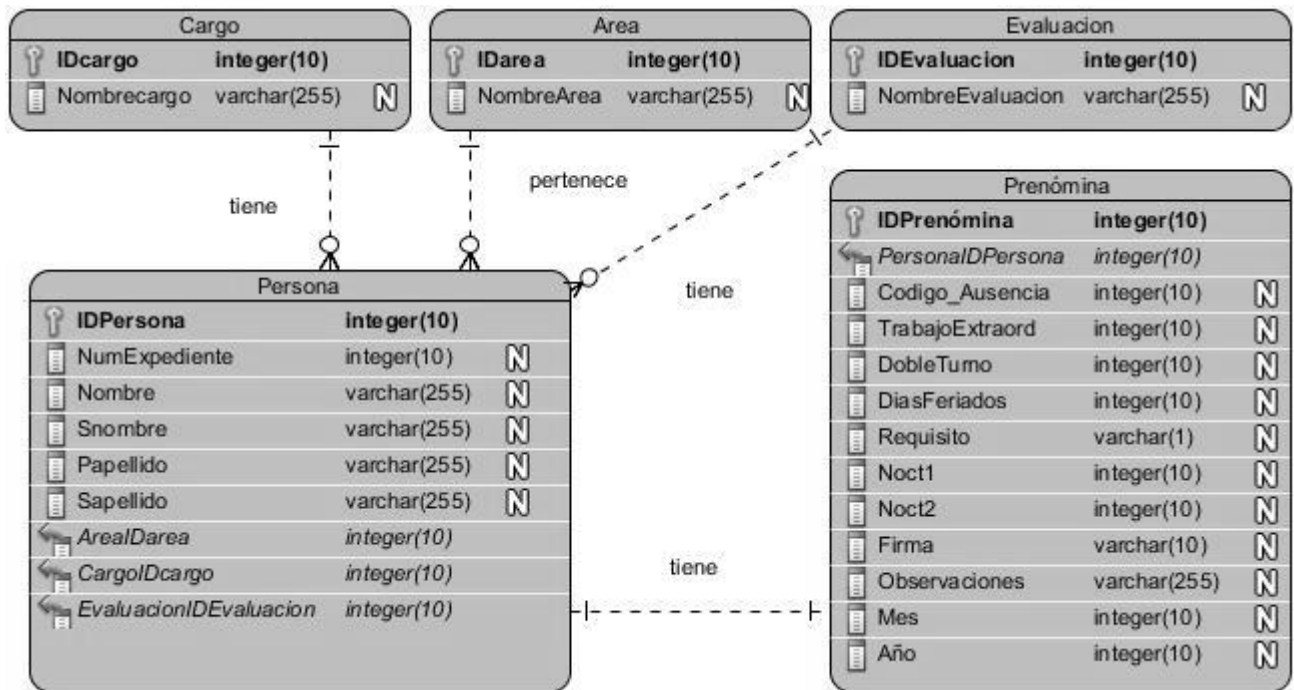 Cargo
IDcargo integer(10)
Nombrecargo varchar(255) N
Area
IDarea integer(10)
NombreArea varchar(255) N
Evaluacion
IDEvaluacion integer(10)
NombreEvaluacion varchar(255) N
tiene
pertenece
tiene
Persona
IDPersona integer(10)
NumExpediente integer(10) N
Nombre varchar(255) N
Snombre varchar(255) N
Papellido varchar(255) N
Sapellido varchar(255) N
AreaIDarea integer(10)
CargoIDcargo integer(10)
EvaluacionIDEvaluacion integer(10)
tiene
Prenómina
IDPrenómina integer(10)
PersonaIDPersona integer(10)
Codigo_Ausencia integer(10) N
TrabajoExtraord integer(10) N
DobleTurno integer(10) N
DiasFeriados integer(10) N
Requisito varchar(1) N
Noct1 integer(10) N
Noct2 integer(10) N
Firma varchar(10) N
Observaciones varchar(255) N
Mes integer(10) N
Año integer(10) N